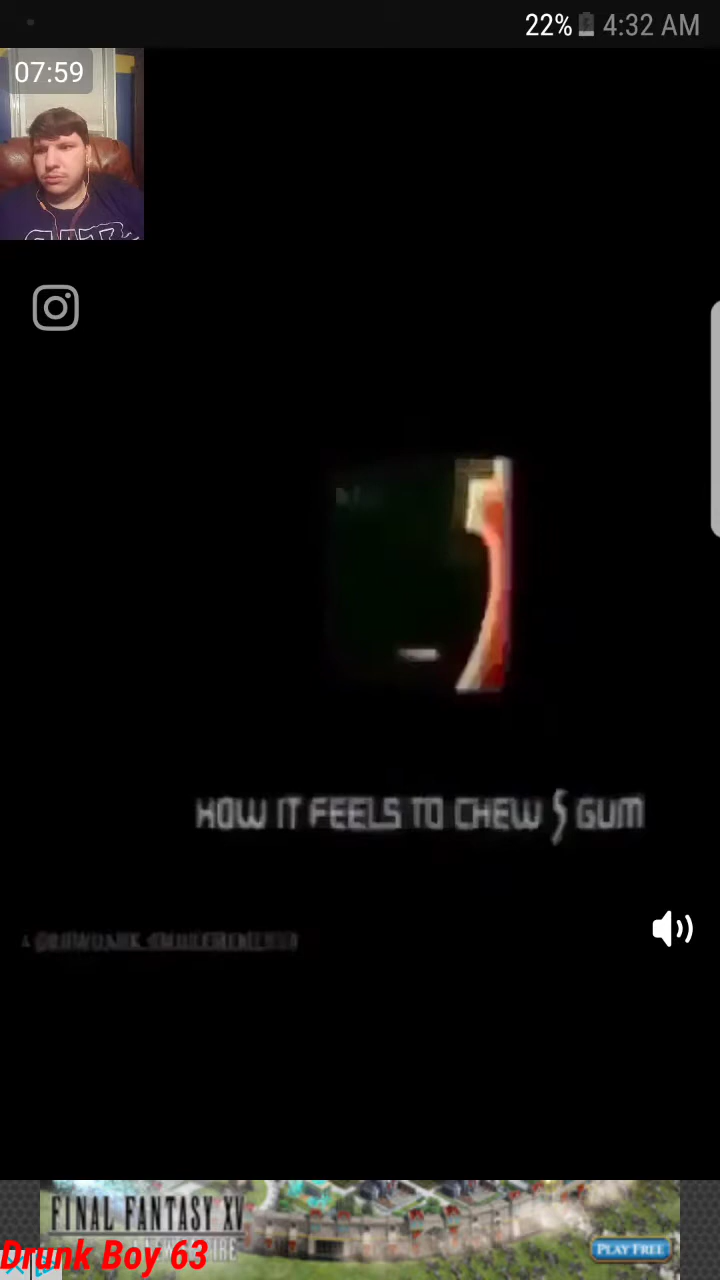 22% 4:32 AM
07:59
HOW IT FEELS TO CHEW 5 GUM
FINAL FANTASY XV
PLAY FREE
Drunk Boy 63